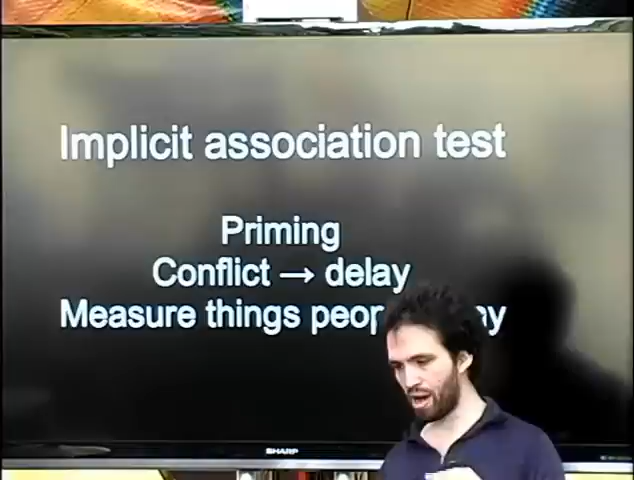 Implicit association test
Priming
Conflict → delay
Measure things
SHARP